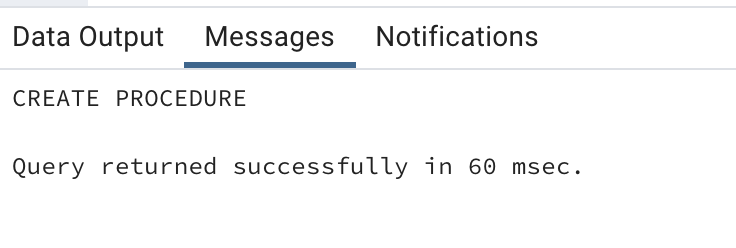 Data Output Messages Notifications
CREATE PROCEDURE
Query returned successfully in 60 msec.